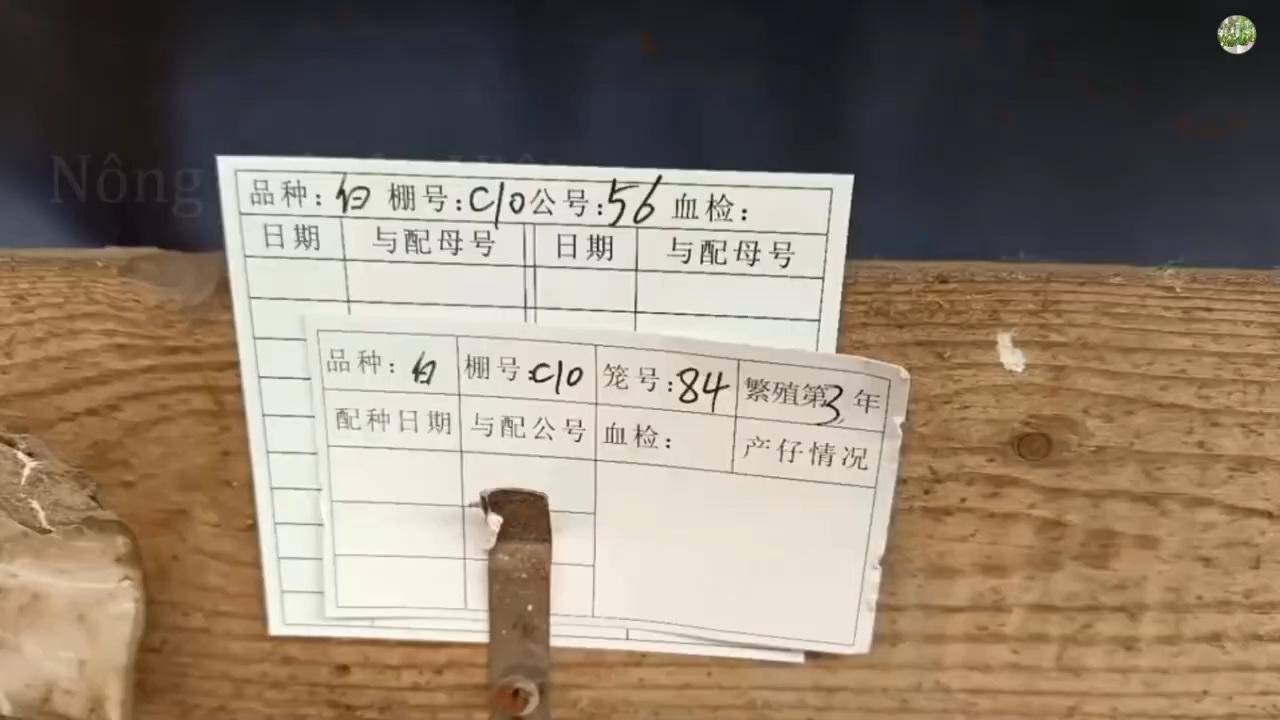 Nông
品种：白 棚号：C10 公号：56 血检：
日期 与配母号 日期 与配母号
品种：白 棚号：C10 笼号：84 繁殖第3年
配种日期 与配公号 血检： 产仔情况